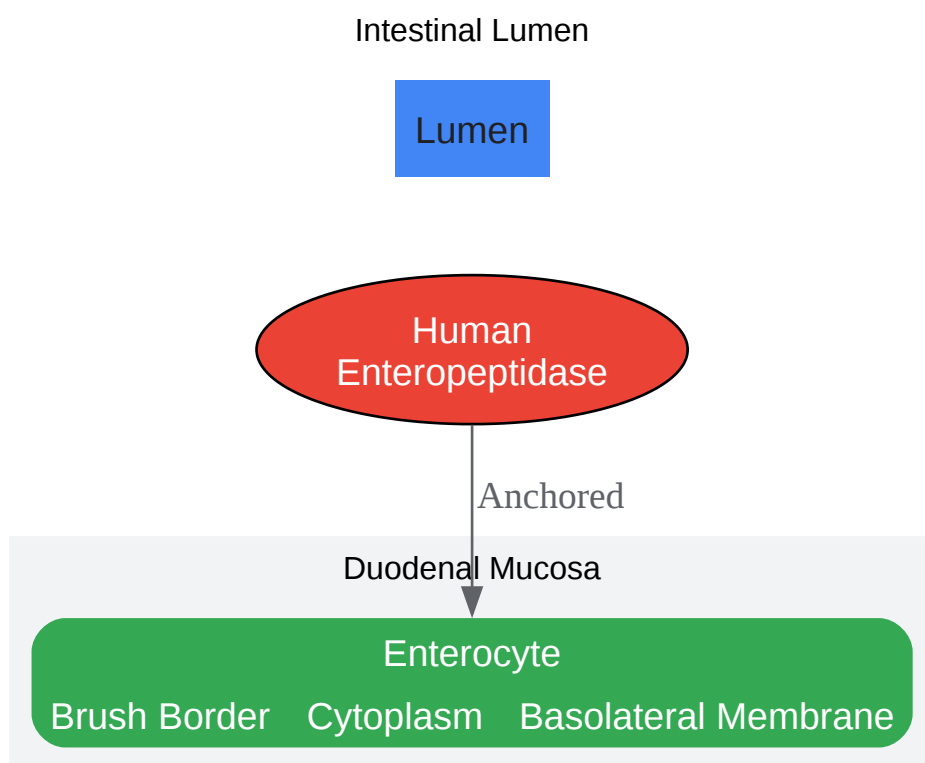 Intestinal Lumen
Lumen
Human
Enteropeptidase
Anchored
Duodenal Mucosa
Enterocyte
Brush Border Cytoplasm Basolateral Membrane